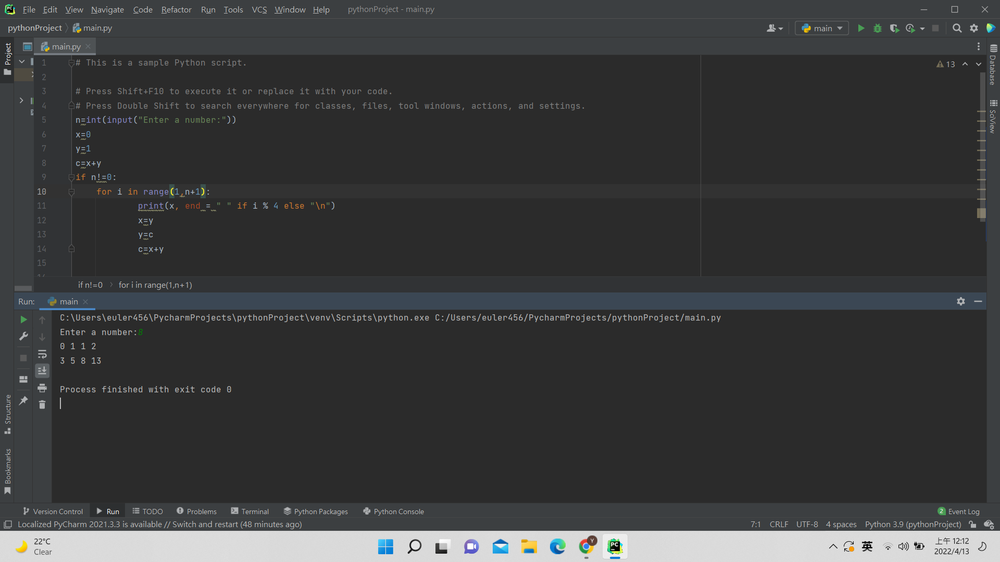 PC File Edit View Navigate Code Refactor Run Tools VCS Window Help pythonProject - main.py
pythonProject main.py main
Project main.py
1 # This is a sample Python script. 13
2
3 # Press Shift+F10 to execute it or replace it with your code.
4 # Press Double Shift to search everywhere for classes, files, tool windows, actions, and settings.
5 n=int(input("Enter a number:"))
6 x=0
7 y=1
8 c=x+y
9 if n!=0:
10 for i in range(1,n+1):
11 print(x, end = " " if i % 4 else "\n")
12 x=y
13 y=c
14 c=x+y
15
Database
SciView
if n!=0 for i in range(1,n+1)
Run: main
C:\Users\euler456\PycharmProjects\pythonProject\venv\Scripts\python.exe C:/Users/euler456/PycharmProjects/pythonProject/main.py
Enter a number:8
0 1 1 2
3 5 8 13
Process finished with exit code 0
Structure
Bookmarks
Version Control Run TODO Problems Terminal Python Packages Python Console 2 Event Log
Localized PyCharm 2021.3.3 is available // Switch and restart (48 minutes ago) 7:1 CRLF UTF-8 4 spaces Python 3.9 (pythonProject)
22°C
Clear
Y
PC
英
上午 12:12
2022/4/13